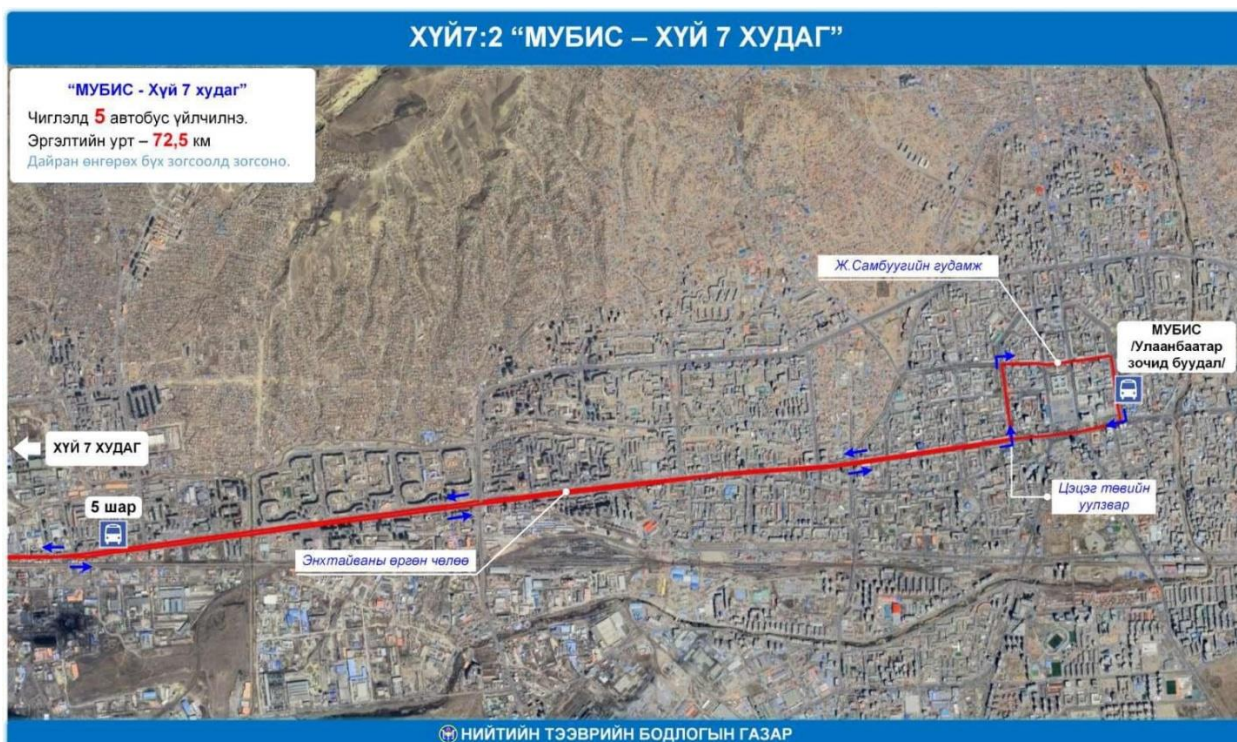 ХҮЙ7:2 “МУБИС – ХҮЙ 7 ХУДАГ”
“МУБИС - Хүй 7 худаг”
Чиглэлд 5 автобус үйлчилнэ.
Эргэлтийн урт – 72,5 км
Дайран өнгөрөх бүх зогсоолд зогсоно.
Ж.Самбуугийн гудамж
МУБИС
/Улаанбаатар
зочид буудал/
ХҮЙ 7 ХУДАГ
5 шар
Цэцэг төвийн
уулзвар
Энхтайваны өргөн чөлөө
НИЙТИЙН ТЭЭВРИЙН БОДЛОГЫН ГАЗАР